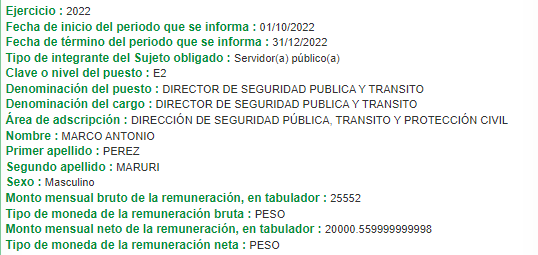 Ejercicio : 2022
Fecha de inicio del periodo que se informa : 01/10/2022
Fecha de término del periodo que se informa : 31/12/2022
Tipo de integrante del Sujeto obligado : Servidor(a) público(a)
Clave o nivel del puesto : E2
Denominación del puesto : DIRECTOR DE SEGURIDAD PUBLICA Y TRANSITO
Denominación del cargo : DIRECTOR DE SEGURIDAD PUBLICA Y TRANSITO
Área de adscripción : DIRECCIÓN DE SEGURIDAD PÚBLICA, TRANSITO Y PROTECCIÓN CIVIL
Nombre : MARCO ANTONIO
Primer apellido : PEREZ
Segundo apellido : MARURI
Sexo : Masculino
Monto mensual bruto de la remuneración, en tabulador : 25552
Tipo de moneda de la remuneración bruta : PESO
Monto mensual neto de la remuneración, en tabulador : 20000.559999999998
Tipo de moneda de la remuneración neta : PESO